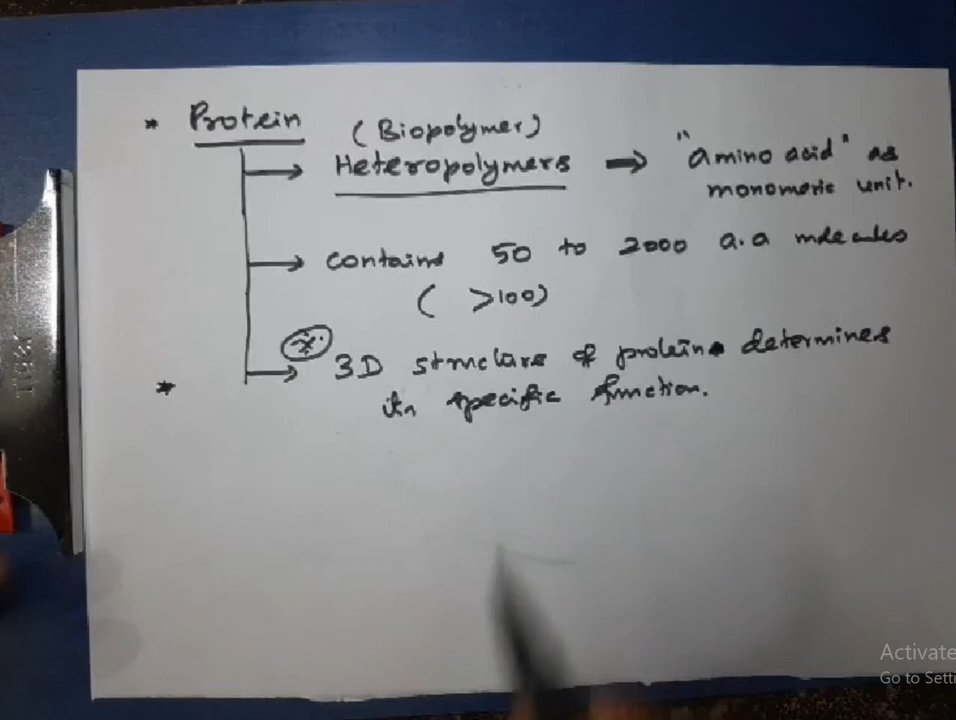 * Protein
(Biopolymer)
Heteropolymers → "amino acid" as
monomeric unit.
→ contains 50 to 2000 a.a molecules
( >100)
* → 3D structure of protein determines
its specific function.
Activate
Go to Setti